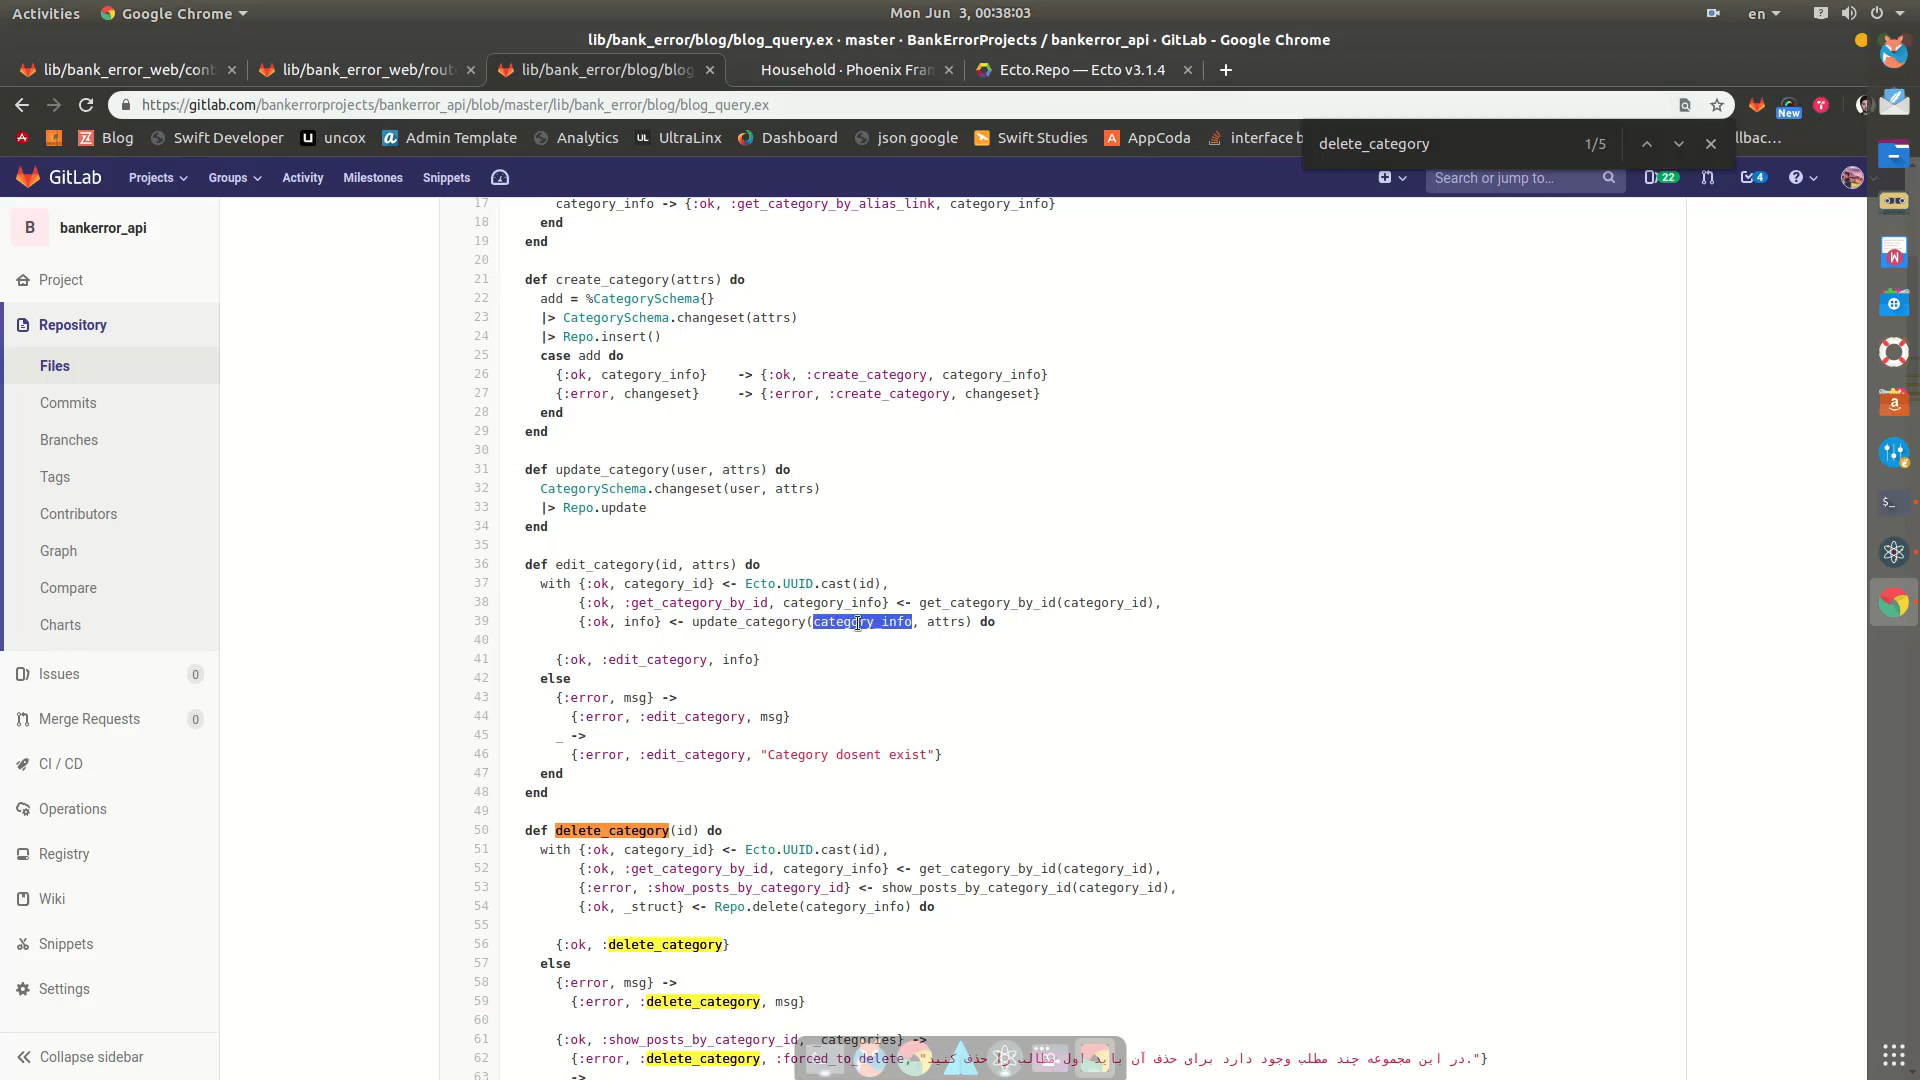 Activities Google Chrome Mon Jun 3, 00:38:03 en
lib/bank_error/blog/blog_query.ex · master · BankErrorProjects / bankerror_api · GitLab - Google Chrome
lib/bank_error_web/cont lib/bank_error_web/rout lib/bank_error/blog/blog Household · Phoenix Fran Ecto.Repo — Ecto v3.1.4
https://gitlab.com/bankerrorprojects/bankerror_api/blob/master/lib/bank_error/blog/blog_query.ex New
Blog Swift Developer uncox Admin Template Analytics UltraLinx Dashboard json google Swift Studies AppCoda interface b llbac…
delete_category 1/5
GitLab Projects Groups Activity Milestones Snippets Search or jump to… 22 4
B bankerror_api
Project
Repository
Files
Commits
Branches
Tags
Contributors
Graph
Compare
Charts
Issues 0
Merge Requests 0
CI / CD
Operations
Registry
Wiki
Snippets
Settings
Collapse sidebar
17 category_info -> {:ok, :get_category_by_alias_link, category_info}
18 end
19 end
20
21 def create_category(attrs) do
22 add = %CategorySchema{}
23 |> CategorySchema.changeset(attrs)
24 |> Repo.insert()
25 case add do
26 {:ok, category_info} -> {:ok, :create_category, category_info}
27 {:error, changeset} -> {:error, :create_category, changeset}
28 end
29 end
30
31 def update_category(user, attrs) do
32 CategorySchema.changeset(user, attrs)
33 |> Repo.update
34 end
35
36 def edit_category(id, attrs) do
37 with {:ok, category_id} <- Ecto.UUID.cast(id),
38 {:ok, :get_category_by_id, category_info} <- get_category_by_id(category_id),
39 {:ok, info} <- update_category(category_info, attrs) do
40
41 {:ok, :edit_category, info}
42 else
43 {:error, msg} ->
44 {:error, :edit_category, msg}
45 _ ->
46 {:error, :edit_category, "Category dosent exist"}
47 end
48 end
49
50 def delete_category(id) do
51 with {:ok, category_id} <- Ecto.UUID.cast(id),
52 {:ok, :get_category_by_id, category_info} <- get_category_by_id(category_id),
53 {:error, :show_posts_by_category_id} <- show_posts_by_category_id(category_id),
54 {:ok, _struct} <- Repo.delete(category_info) do
55
56 {:ok, :delete_category}
57 else
58 {:error, msg} ->
59 {:error, :delete_category, msg}
60
61 {:ok, :show_posts_by_category_id, _categories} ->
62 {:error, :delete_category, :forced_to_delete, "در این مجموعه چند مطلب وجود دارد برای حذف آن باید اول مطالب را حذف کنید."}
63 ->